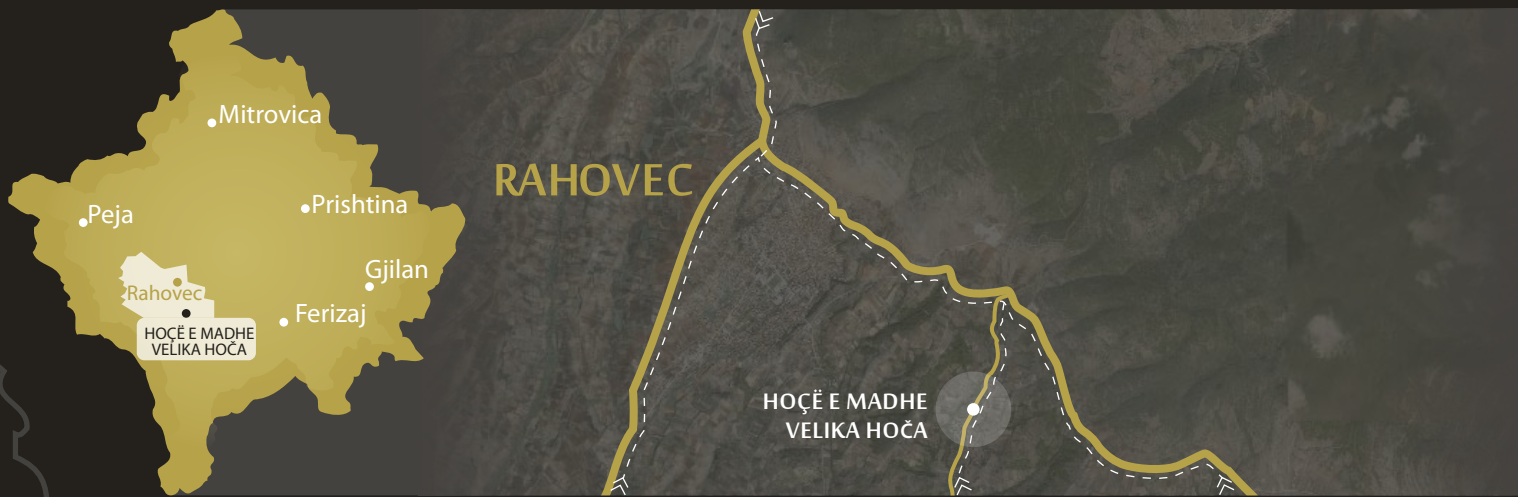 Mitrovica
Prishtina
Peja
Gjilan
Rahovec
Ferizaj
HOÇË E MADHE
VELIKA HOČA
RAHOVEC
HOÇË E MADHE
VELIKA HOČA